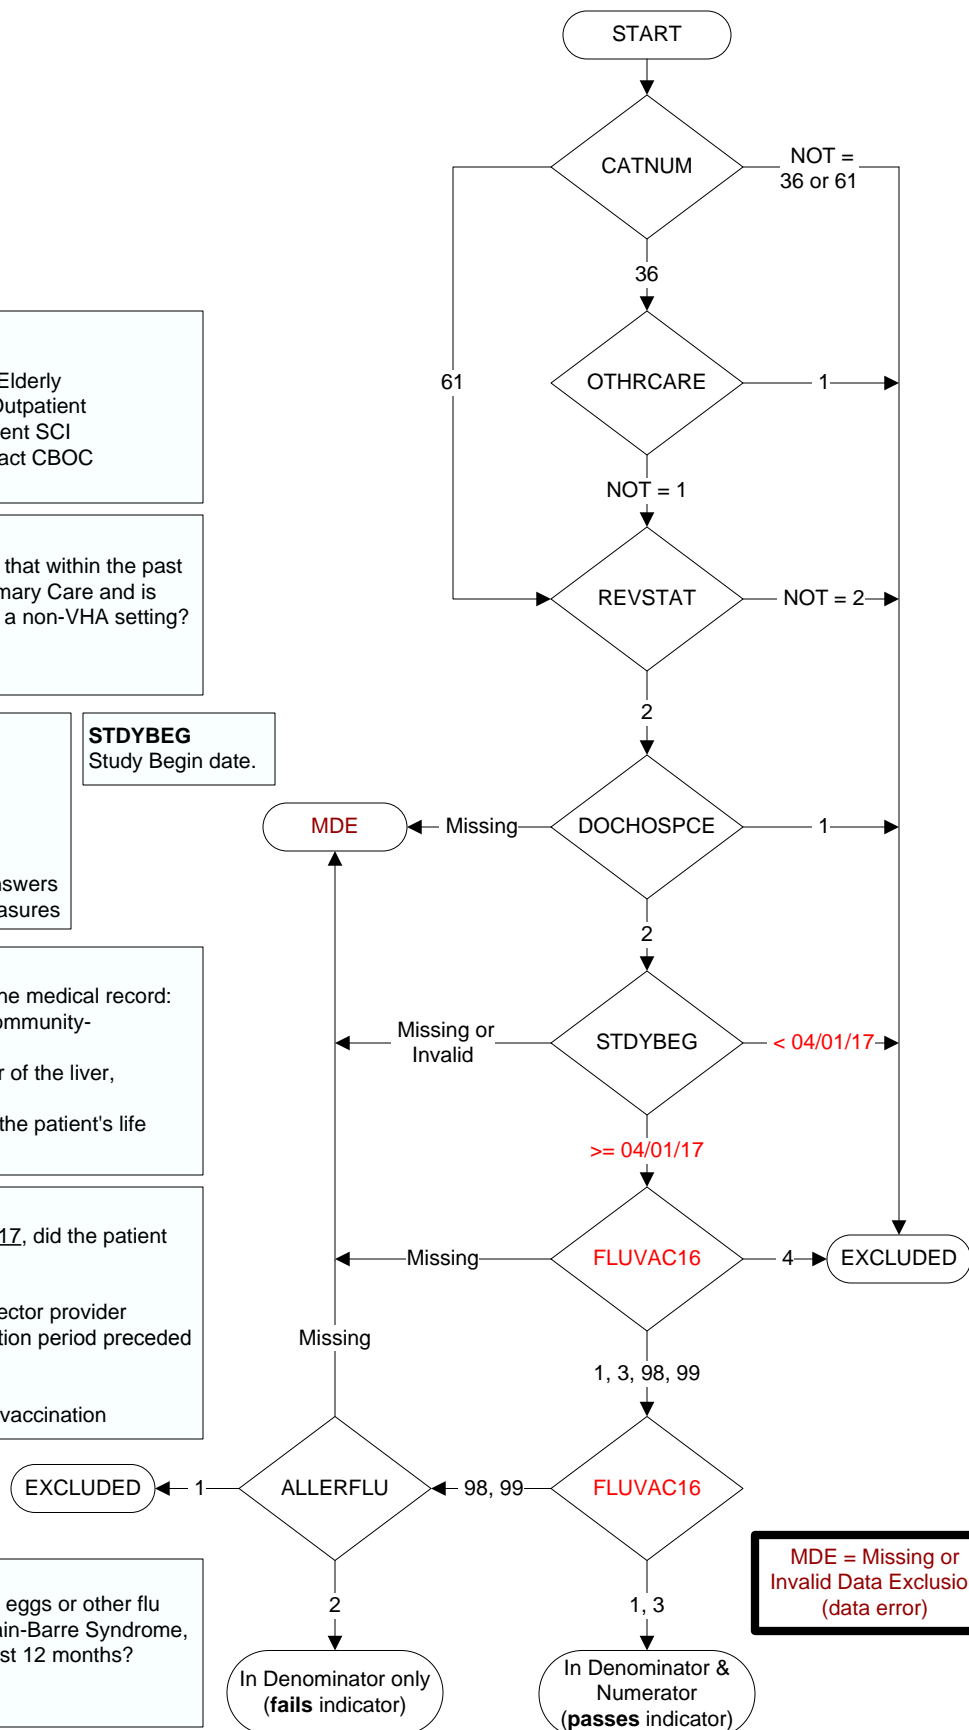 START
CATNUM
NOT =
36 or 61
36
61
OTHRCARE
1
NOT = 1
REVSTAT
NOT = 2
2
MDE
Missing
DOCHOSPCE
1
2
Missing or
Invalid
STDYBEG
< 04/01/17
>= 04/01/17
Missing
FLUVAC16
4
EXCLUDED
Missing
1, 3, 98, 99
EXCLUDED
1
ALLERFLU
98, 99
FLUVAC16
2
1, 3
In Denominator only
(fails indicator)
In Denominator &
Numerator
(passes indicator)
MDE = Missing or
Invalid Data Exclusio
(data error)
Elderly
Outpatient
ent SCI
act CBOC
that within the past
mary Care and is
a non-VHA setting?
STDYBEG
Study Begin date.
nswers
asures
he medical record:
ommunity-
r of the liver,
the patient's life
17, did the patient
ector provider
tion period preceded
vaccination
eggs or other flu
ain-Barre Syndrome,
st 12 months?